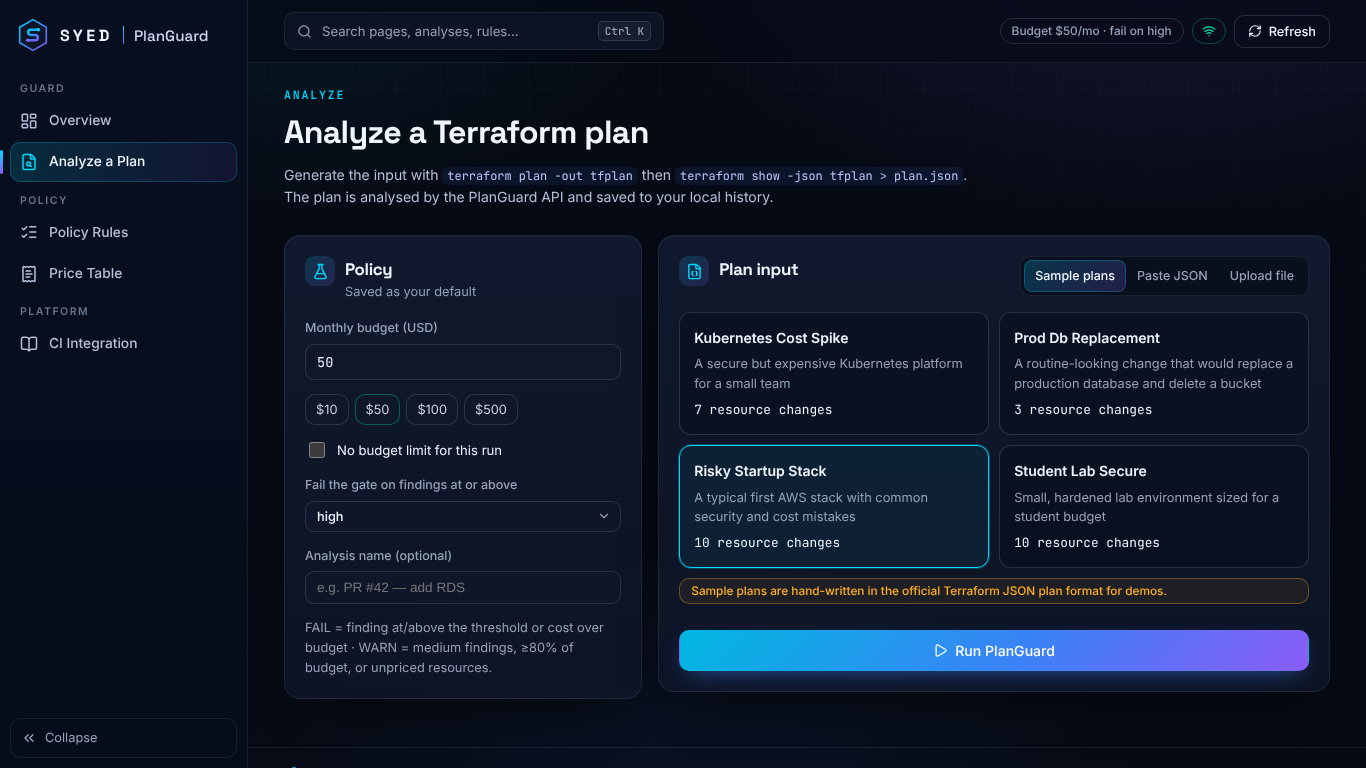 SYED | PlanGuard
GUARD
Overview
Analyze a Plan
POLICY
Policy Rules
Price Table
PLATFORM
CI Integration
Collapse
Search pages, analyses, rules...
Ctrl K
Budget $50/mo · fail on high
Refresh
ANALYZE
Analyze a Terraform plan
Generate the input with terraform plan -out tfplan then terraform show -json tfplan > plan.json.
The plan is analysed by the PlanGuard API and saved to your local history.
Policy
Saved as your default
Monthly budget (USD)
50
$10 $50 $100 $500
No budget limit for this run
Fail the gate on findings at or above
high
Analysis name (optional)
e.g. PR #42 — add RDS
FAIL = finding at/above the threshold or cost over
budget · WARN = medium findings, ≥80% of
budget, or unpriced resources.
Plan input
Sample plans Paste JSON Upload file
Kubernetes Cost Spike
A secure but expensive Kubernetes platform
for a small team
7 resource changes
Prod Db Replacement
A routine-looking change that would replace a
production database and delete a bucket
3 resource changes
Risky Startup Stack
A typical first AWS stack with common
security and cost mistakes
10 resource changes
Student Lab Secure
Small, hardened lab environment sized for a
student budget
10 resource changes
Sample plans are hand-written in the official Terraform JSON plan format for demos.
Run PlanGuard